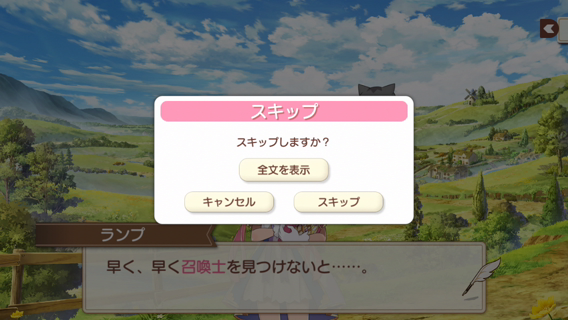 スキップ
スキップしますか？
全文を表示
キャンセル
スキップ
ランプ
早く、早く召喚士を見つけないと……。